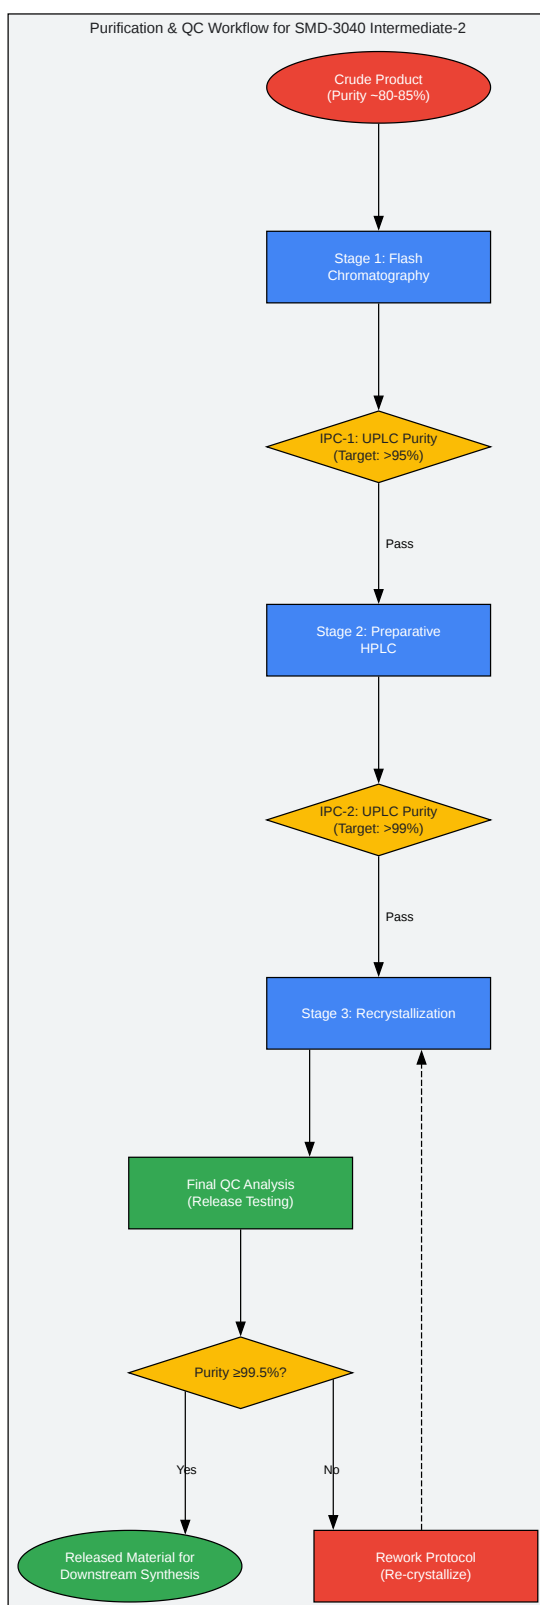 Purification & QC Workflow for SMD-3040 Intermediate-2
Crude Product
(Purity ~80-85%)
Stage 1: Flash
Chromatography
IPC-1: UPLC Purity
(Target: >95%)
Pass
Stage 2: Preparative
HPLC
IPC-2: UPLC Purity
(Target: >99%)
Pass
Stage 3: Recrystallization
Final QC Analysis
(Release Testing)
Purity ≥99.5%?
Yes
No
Released Material for
Downstream Synthesis
Rework Protocol
(Re-crystallize)